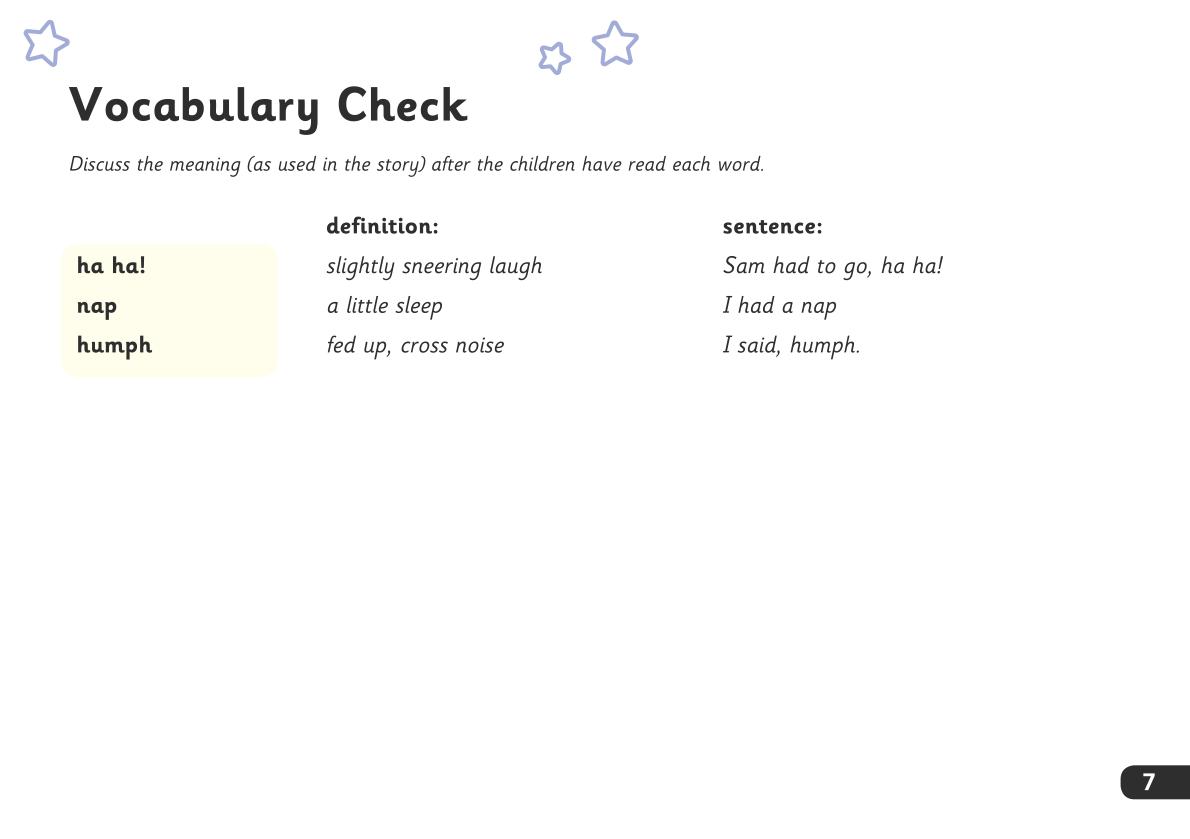 Vocabulary Check
Discuss the meaning (as used in the story) after the children have read each word.
definition: sentence:
ha ha! slightly sneering laugh Sam had to go, ha ha!
nap a little sleep I had a nap
humph fed up, cross noise I said, humph.
7